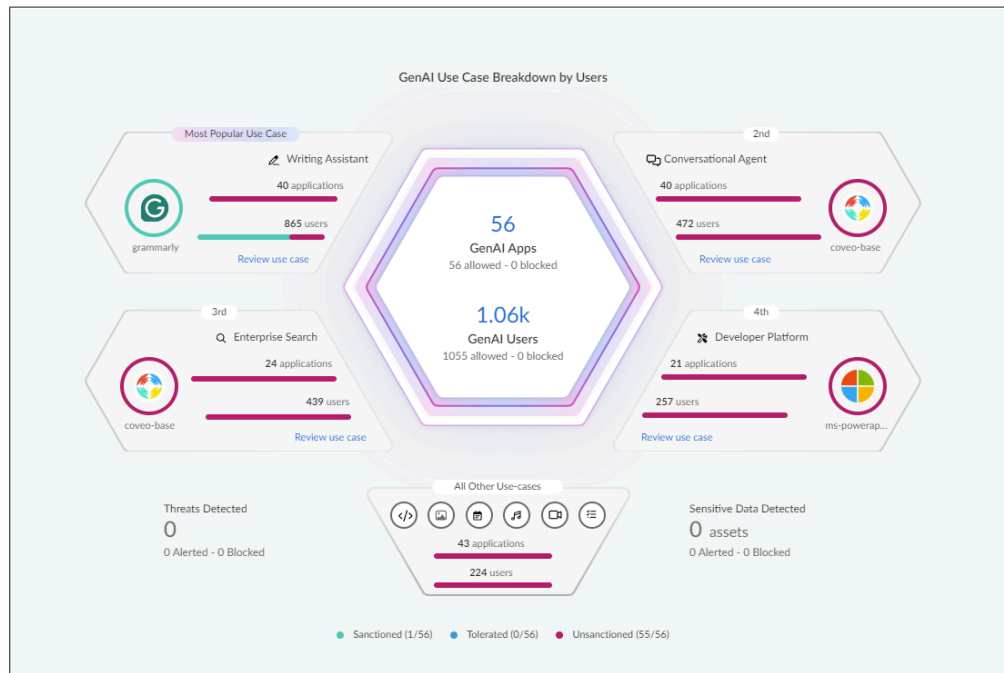 GenAI Use Case Breakdown by Users
Most Popular Use Case
Writing Assistant
40 applications
865 users
grammarly
Review use case
2nd
Conversational Agent
40 applications
472 users
coveo-base
Review use case
56
GenAI Apps
56 allowed - 0 blocked
1.06k
GenAI Users
1055 allowed - 0 blocked
3rd
Enterprise Search
24 applications
439 users
coveo-base
Review use case
4th
Developer Platform
21 applications
257 users
ms-powerap...
Review use case
All Other Use-cases
43 applications
224 users
Threats Detected
0
0 Alerted - 0 Blocked
Sensitive Data Detected
0 assets
0 Alerted - 0 Blocked
Sanctioned (1/56)
Tolerated (0/56)
Unsanctioned (55/56)